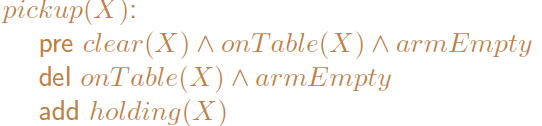 pickup(X):
pre clear(X) ∧ onTable(X) ∧ armEmpty
del onTable(X) ∧ armEmpty
add holding(X)